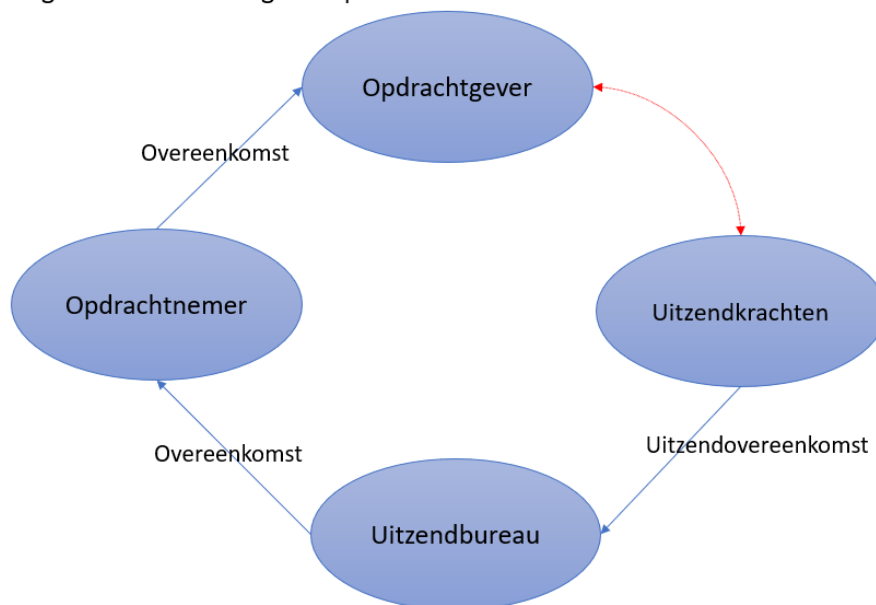 Opdrachtgever
Overeenkomst
Opdrachtnemer
Uitzendkrachten
Overeenkomst
Uitzendovereenkomst
Uitzendbureau